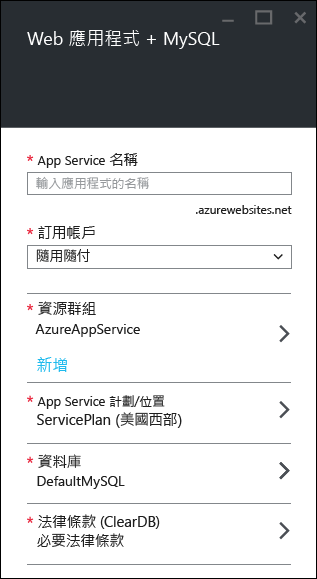 Web 應用程式 + MySQL
* App Service 名稱
輸入應用程式的名稱
.azurewebsites.net
* 訂用帳戶
隨用隨付
* 資源群組
AzureAppService
新增
* App Service 計劃/位置
ServicePlan (美國西部)
* 資料庫
DefaultMySQL
* 法律條款 (ClearDB)
必要法律條款